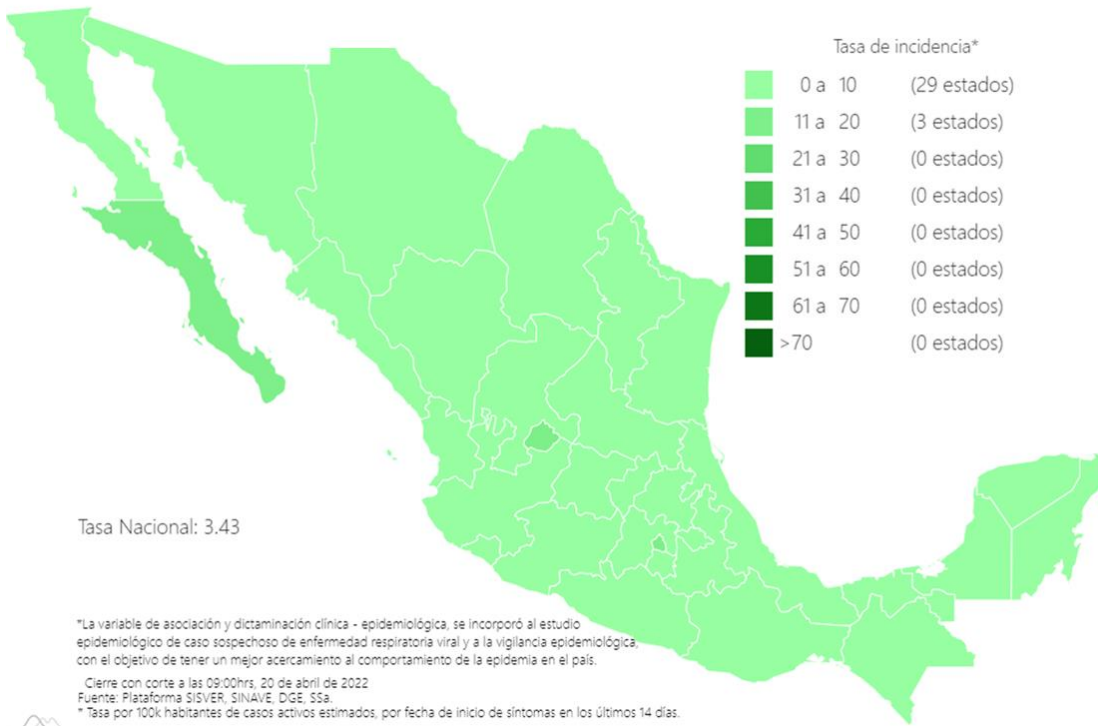 Tasa de incidencia*
0 a 10 (29 estados)
11 a 20 (3 estados)
21 a 30 (0 estados)
31 a 40 (0 estados)
41 a 50 (0 estados)
51 a 60 (0 estados)
61 a 70 (0 estados)
>70 (0 estados)
Tasa Nacional: 3.43
*La variable de asociación y dictaminación clínica - epidemiológica, se incorporó al estudio
epidemiológico de caso sospechoso de enfermedad respiratoria viral y a la vigilancia epidemiológica,
con el objetivo de tener un mejor acercamiento al comportamiento de la epidemia en el país.
Cierre con corte a las 09:00hrs, 20 de abril de 2022
Fuente: Plataforma SISVER, SINAVE, DGE, SSa.
* Tasa por 100k habitantes de casos activos estimados, por fecha de inicio de síntomas en los últimos 14 días.